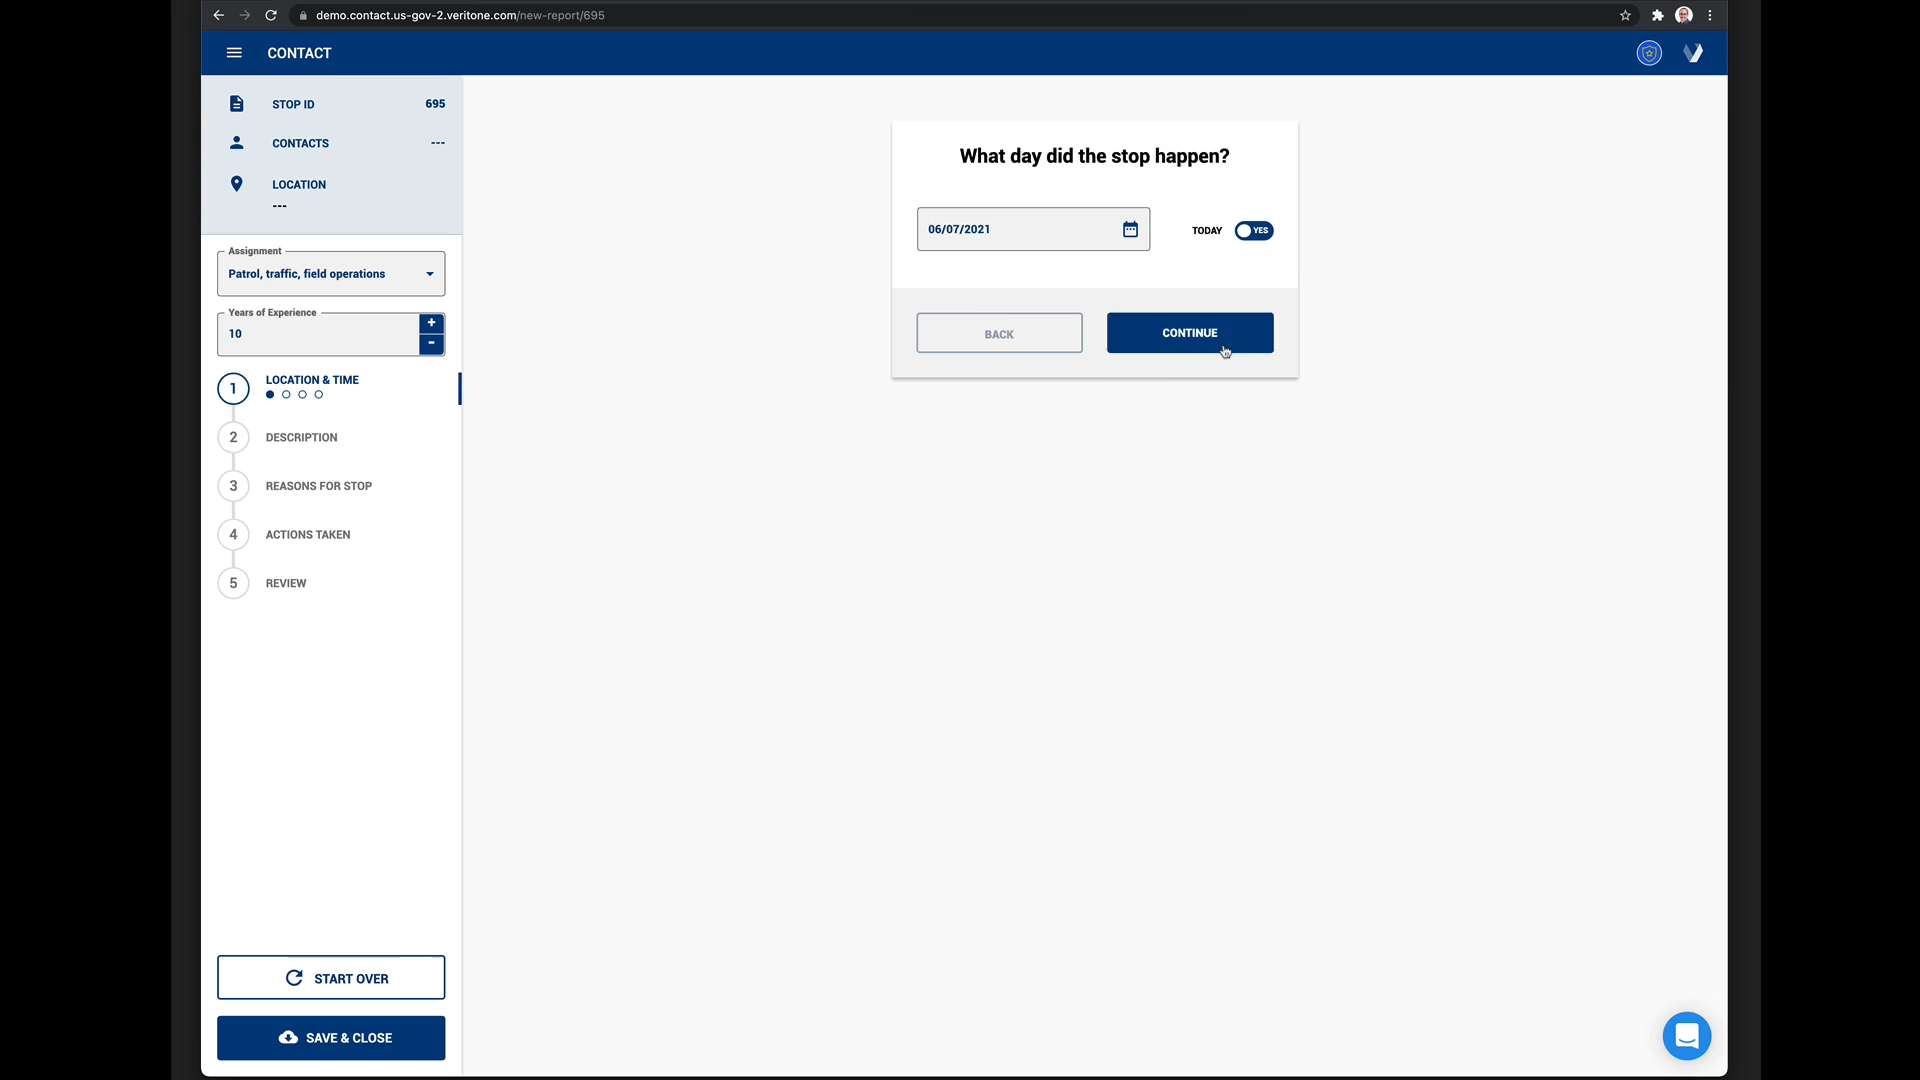 demo.contact.us-gov-2.veritone.com/new-report/695
CONTACT
STOP ID 695
CONTACTS ---
LOCATION
---
Assignment
Patrol, traffic, field operations
Years of Experience
10
+
-
1 LOCATION & TIME
2 DESCRIPTION
3 REASONS FOR STOP
4 ACTIONS TAKEN
5 REVIEW
START OVER
SAVE & CLOSE
What day did the stop happen?
06/07/2021
TODAY YES
BACK
CONTINUE